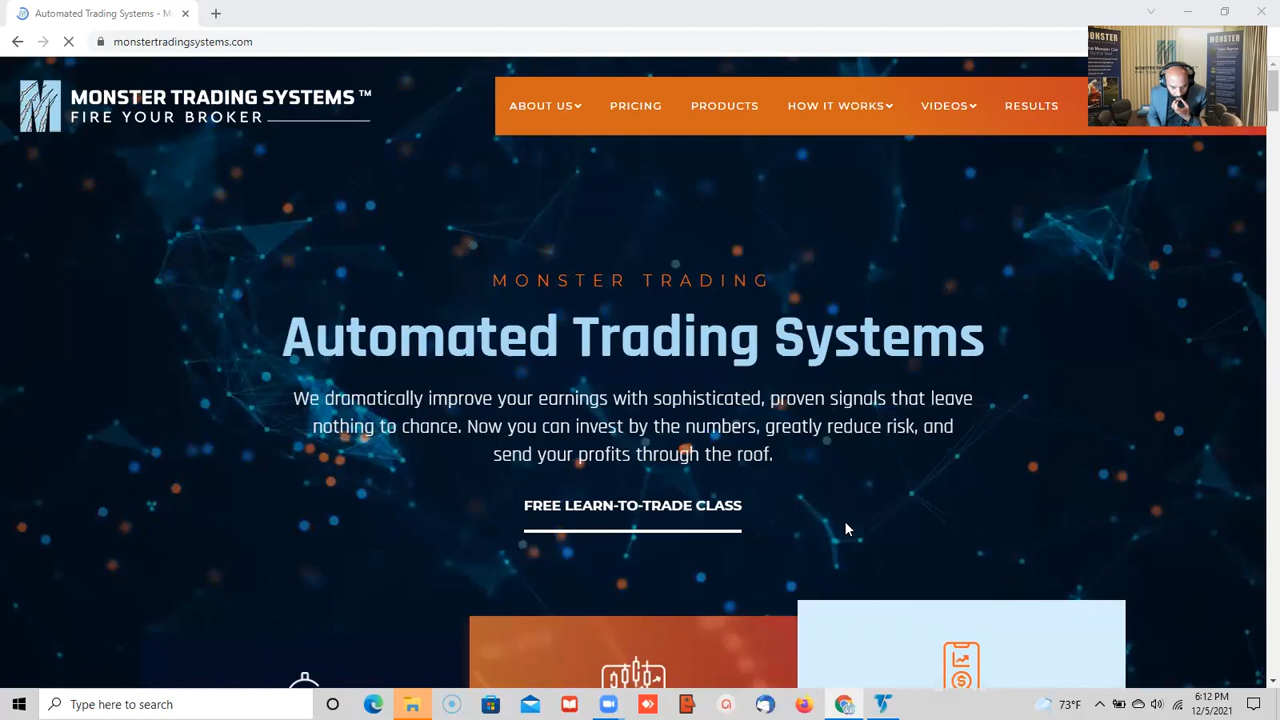 Automated Trading Systems - M
monstertradingsystems.com
MONSTER TRADING SYSTEMS™
FIRE YOUR BROKER
ABOUT US
PRICING
PRODUCTS
HOW IT WORKS
VIDEOS
RESULTS
MONSTER
MONSTER
MONSTER TRADING
Automated Trading Systems
We dramatically improve your earnings with sophisticated, proven signals that leave
nothing to chance. Now you can invest by the numbers, greatly reduce risk, and
send your profits through the roof.
FREE LEARN-TO-TRADE CLASS
Type here to search
73°F
6:12 PM
12/5/2021